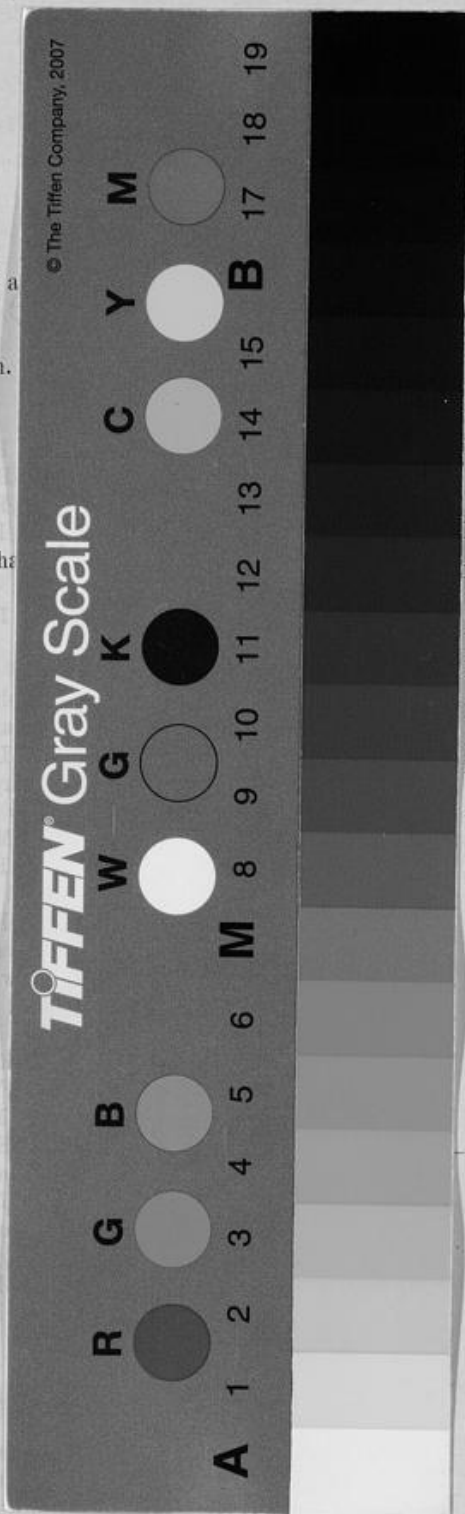 © The Tiffen Company, 2007
TIFFEN® Gray Scale
R G B W G K C Y M
A 1 2 3 4 5 6 M 8 9 10 11 12 13 14 15 B 17 18 19
a